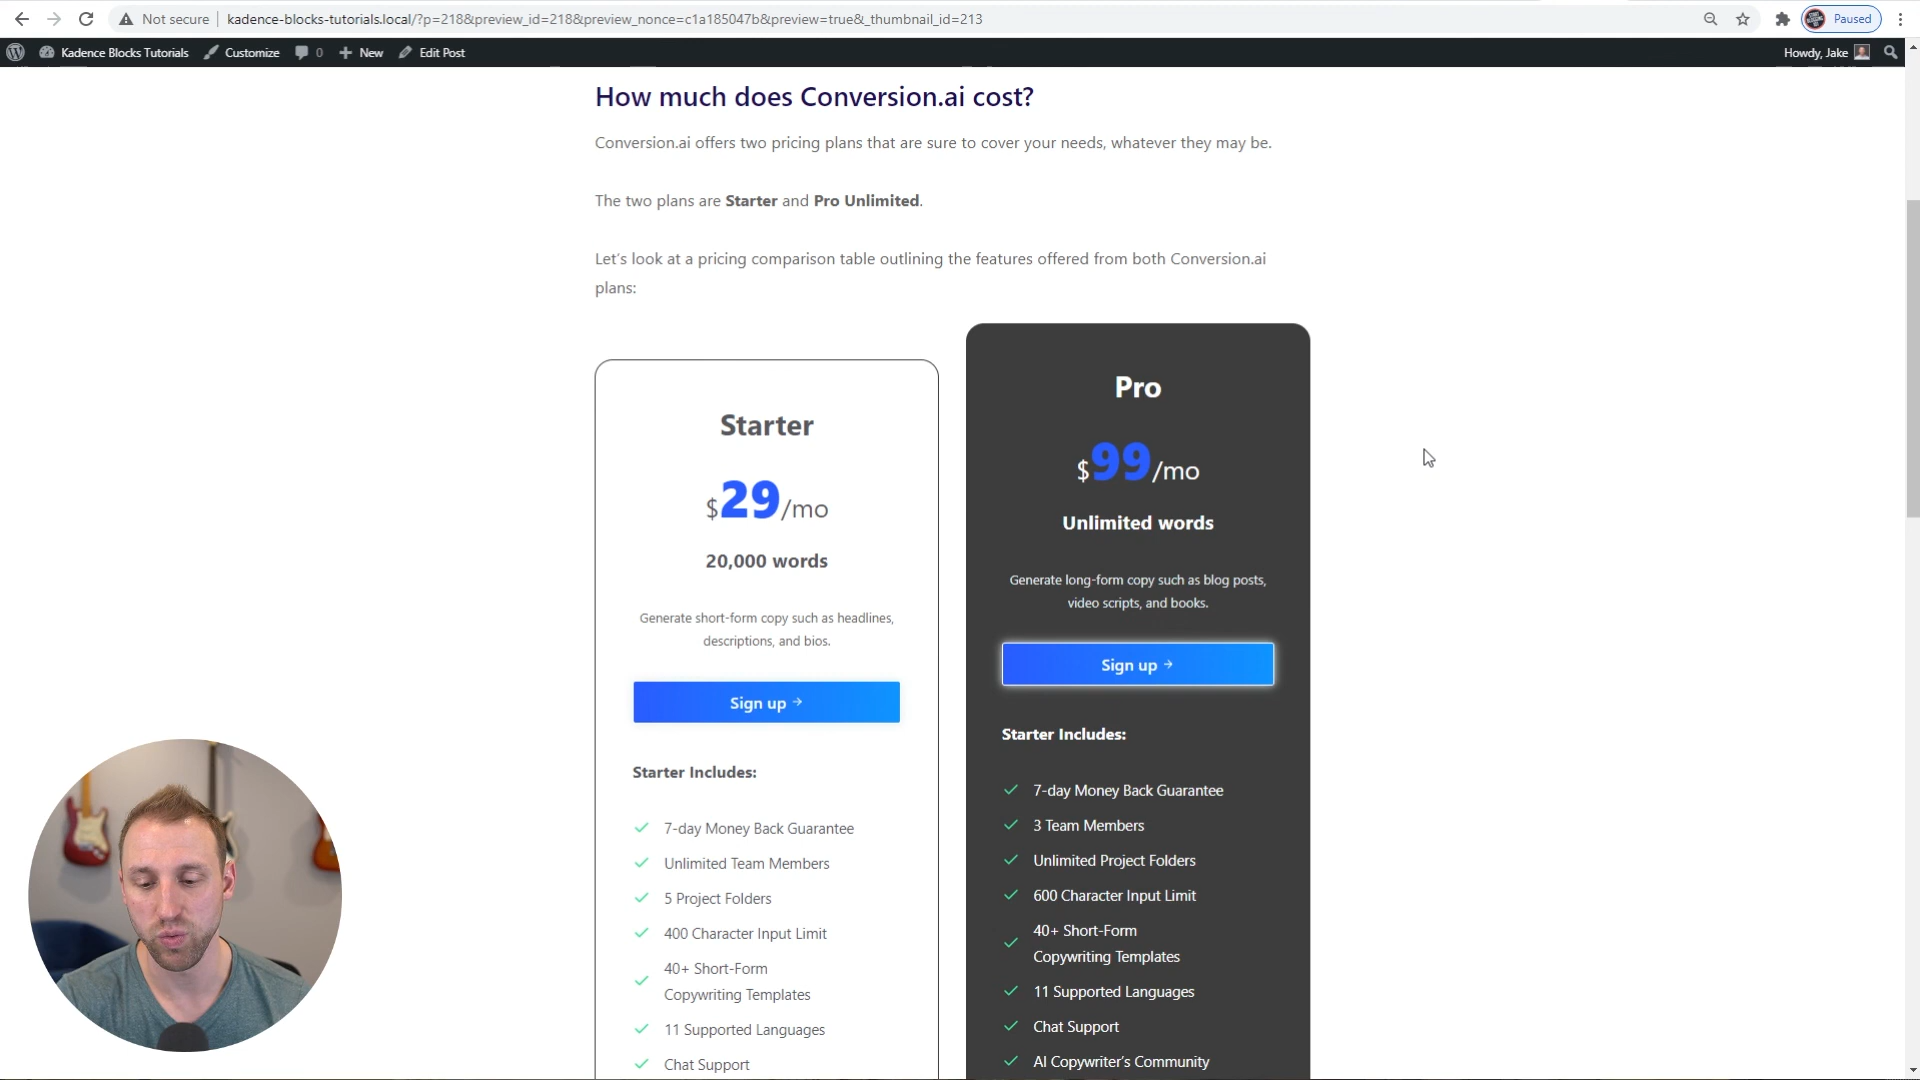 Not secure
kadence-blocks-tutorials.local/?p=218&preview_id=218&preview_nonce=c1a185047b&preview=true&_thumbnail_id=213
Paused
Kadence Blocks Tutorials
Customize
0
New
Edit Post
Howdy, Jake
How much does Conversion.ai cost?
Conversion.ai offers two pricing plans that are sure to cover your needs, whatever they may be.
The two plans are Starter and Pro Unlimited.
Let's look at a pricing comparison table outlining the features offered from both Conversion.ai
plans:
Starter
$29/mo
20,000 words
Generate short-form copy such as headlines,
descriptions, and bios.
Sign up →
Starter Includes:
7-day Money Back Guarantee
Unlimited Team Members
5 Project Folders
400 Character Input Limit
40+ Short-Form
Copywriting Templates
11 Supported Languages
Chat Support
Pro
$99/mo
Unlimited words
Generate long-form copy such as blog posts,
video scripts, and books.
Sign up →
Starter Includes:
7-day Money Back Guarantee
3 Team Members
Unlimited Project Folders
600 Character Input Limit
40+ Short-Form
Copywriting Templates
11 Supported Languages
Chat Support
AI Copywriter's Community